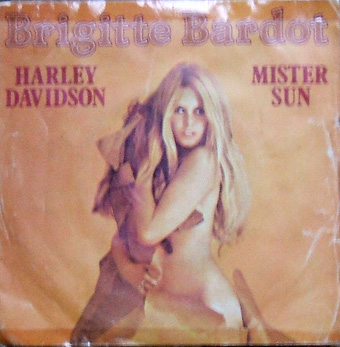 Brigitte Bardot
HARLEY
DAVIDSON
MISTER
SUN